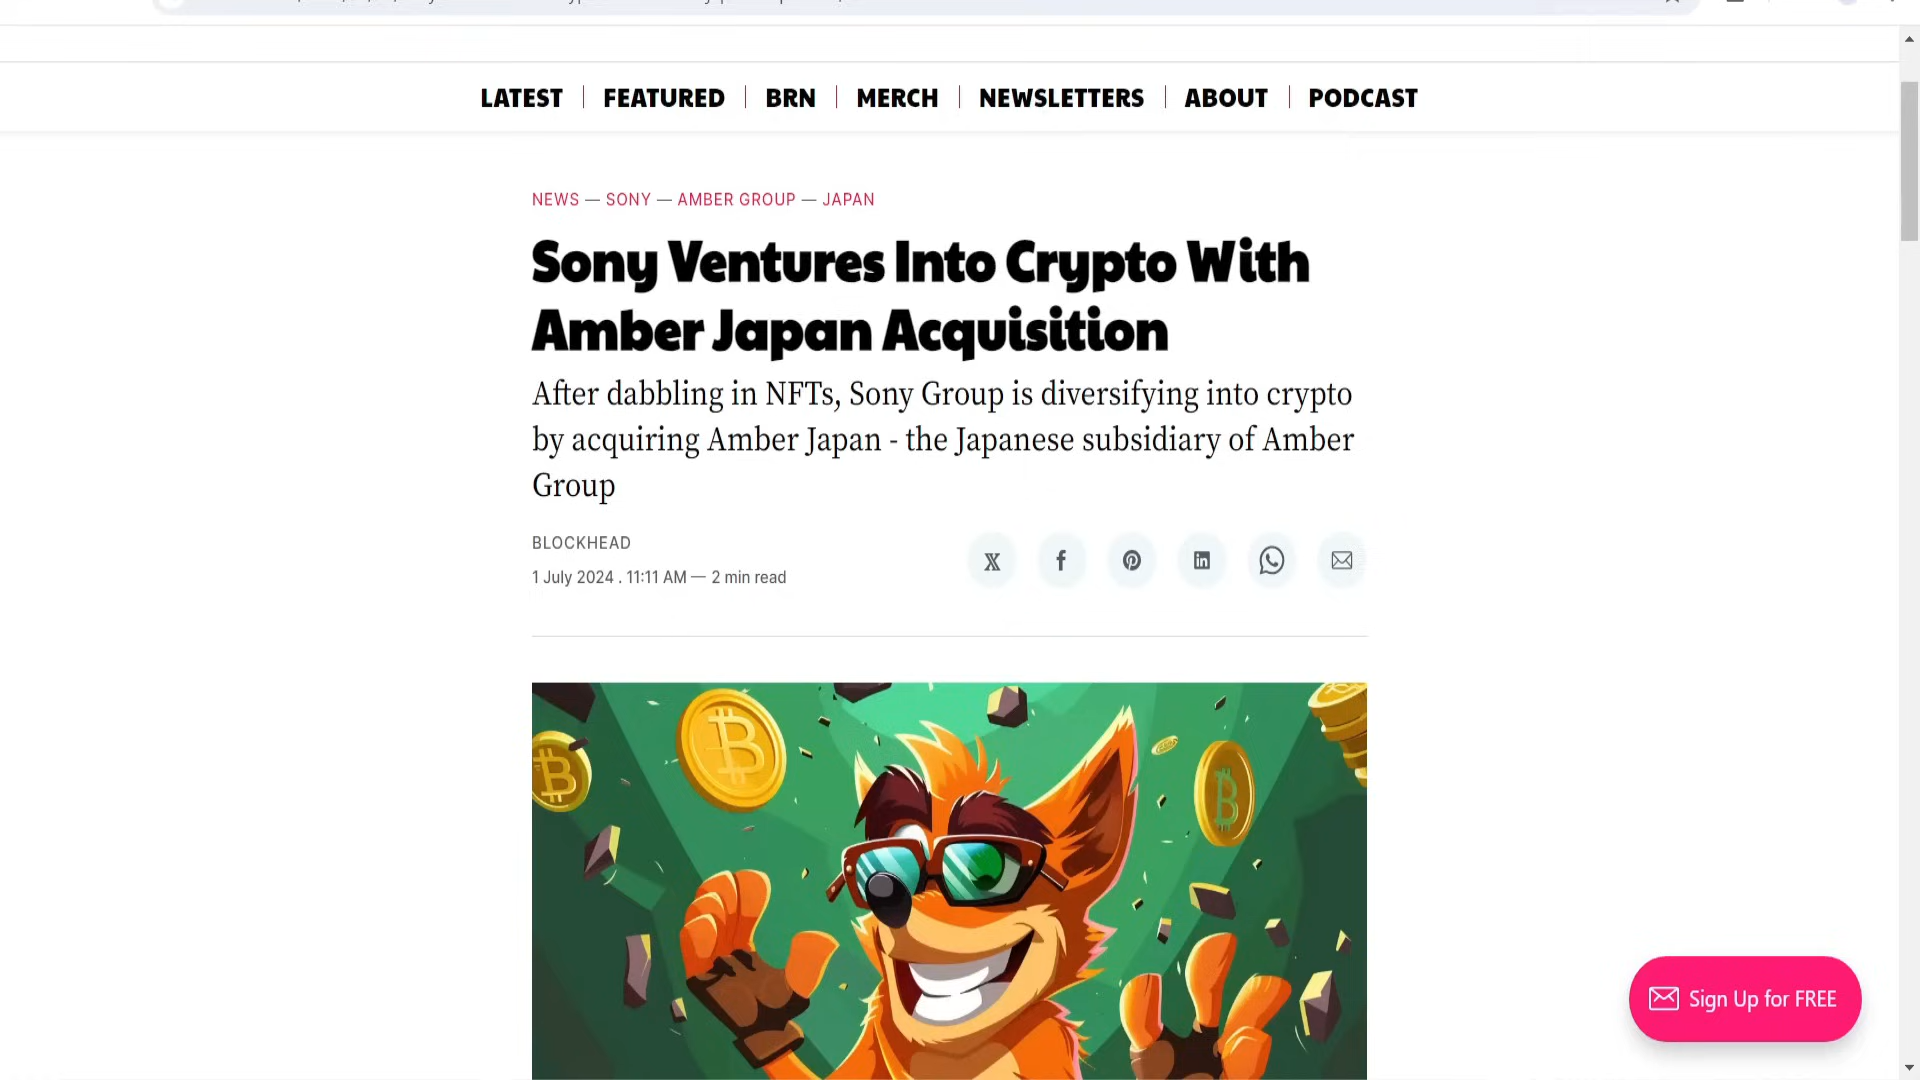 LATEST FEATURED BRN MERCH NEWSLETTERS ABOUT PODCAST
NEWS — SONY — AMBER GROUP — JAPAN
Sony Ventures Into Crypto With
Amber Japan Acquisition
After dabbling in NFTs, Sony Group is diversifying into crypto
by acquiring Amber Japan - the Japanese subsidiary of Amber
Group
BLOCKHEAD
1 July 2024 . 11:11 AM — 2 min read
Sign Up for FREE